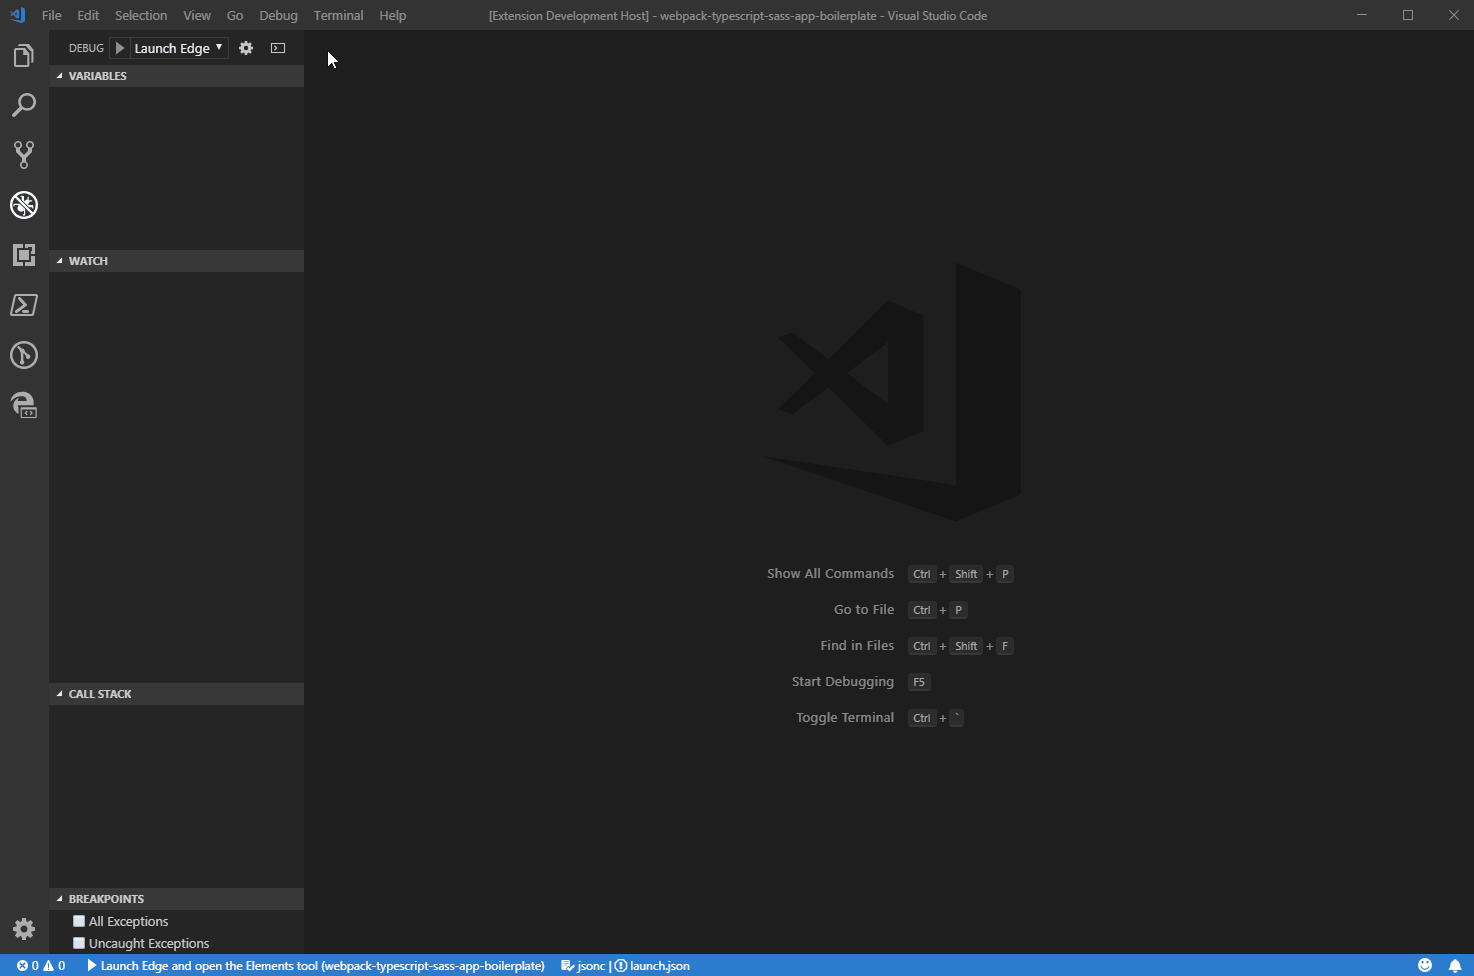 File Edit Selection View Go Debug Terminal Help [Extension Development Host] - webpack-typescript-sass-app-boilerplate - Visual Studio Code
DEBUG Launch Edge
VARIABLES
WATCH
CALL STACK
BREAKPOINTS
All Exceptions
Uncaught Exceptions
Show All Commands Ctrl + Shift + P
Go to File Ctrl + P
Find in Files Ctrl + Shift + F
Start Debugging F5
Toggle Terminal Ctrl + `
0 0 Launch Edge and open the Elements tool (webpack-typescript-sass-app-boilerplate) jsonc | launch.json